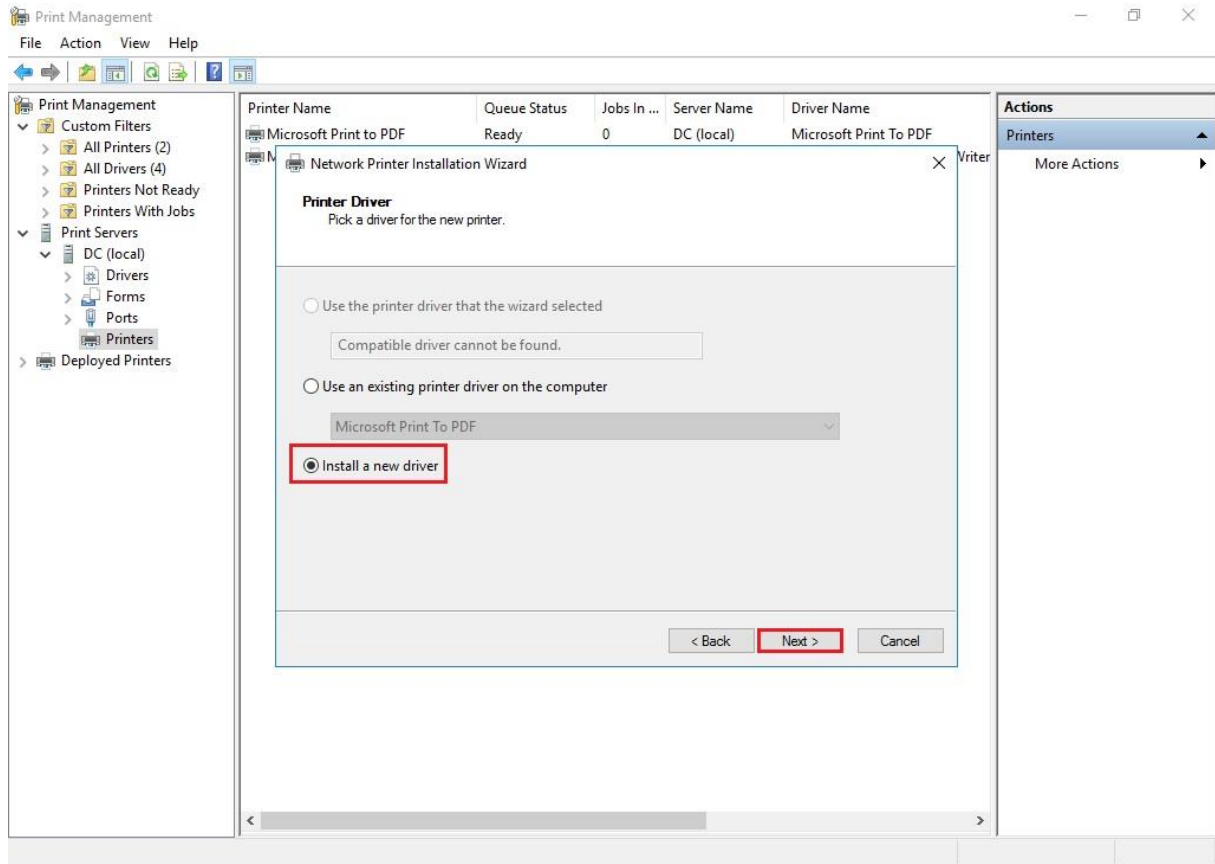 Print Management
File Action View Help
Print Management
Custom Filters
All Printers (2)
All Drivers (4)
Printers Not Ready
Printers With Jobs
Print Servers
DC (local)
Drivers
Forms
Ports
Printers
Deployed Printers
Printer Name Queue Status Jobs In ... Server Name Driver Name
Microsoft Print to PDF Ready 0 DC (local) Microsoft Print To PDF
M Writer
Network Printer Installation Wizard
Printer Driver
Pick a driver for the new printer.
Use the printer driver that the wizard selected
Compatible driver cannot be found.
Use an existing printer driver on the computer
Microsoft Print To PDF
Install a new driver
< Back Next > Cancel
Actions
Printers
More Actions